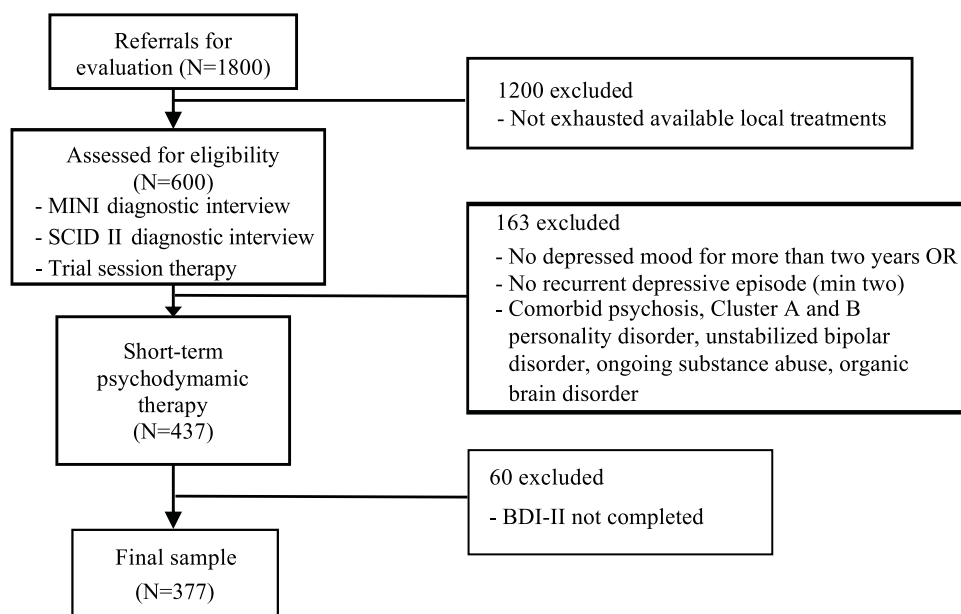 Referrals for
evaluation (N=1800)
1200 excluded
- Not exhausted available local treatments
Assessed for eligibility
(N=600)
- MINI diagnostic interview
- SCID II diagnostic interview
- Trial session therapy
163 excluded
- No depressed mood for more than two years OR
- No recurrent depressive episode (min two)
- Comorbid psychosis, Cluster A and B
personality disorder, unstabilized bipolar
disorder, ongoing substance abuse, organic
brain disorder
Short-term
psychodymamic
therapy
(N=437)
60 excluded
- BDI-II not completed
Final sample
(N=377)